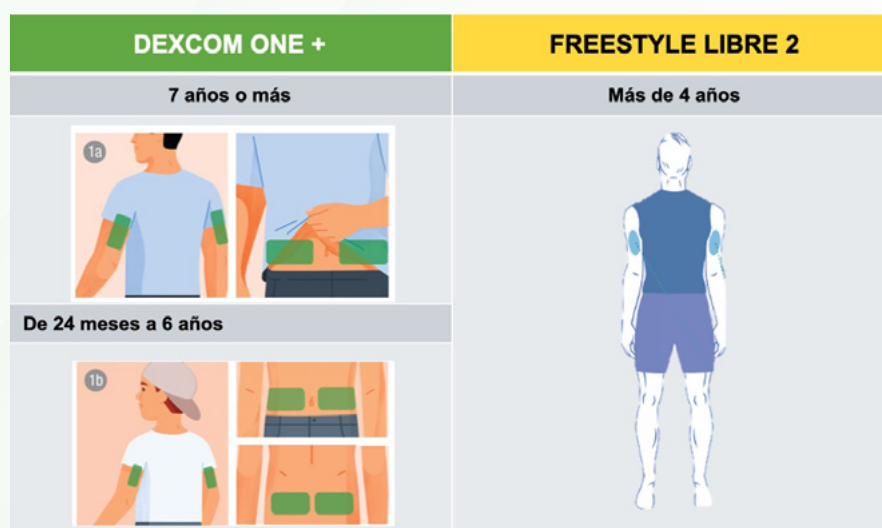 DEXCOM ONE +
FREESTYLE LIBRE 2
7 años o más
Más de 4 años
1a
De 24 meses a 6 años
1b